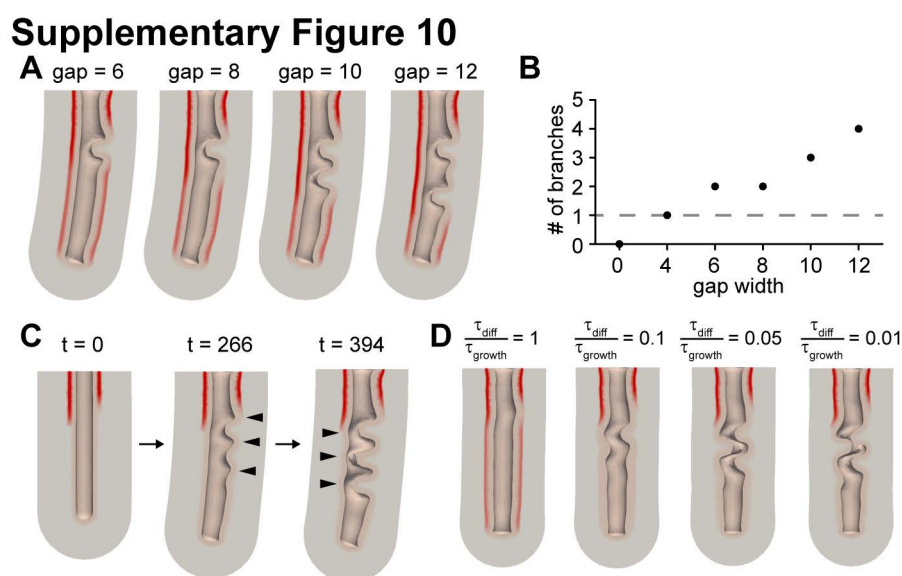 Supplementary Figure 10
A
gap = 6
gap = 8
gap = 10
gap = 12
B
# of branches
5
4
3
2
1
0
0 4 6 8 10 12
gap width
C
t = 0
t = 266
t = 394
D
τdiff
τgrowth
= 1
τdiff
τgrowth
= 0.1
τdiff
τgrowth
= 0.05
τdiff
τgrowth
= 0.01